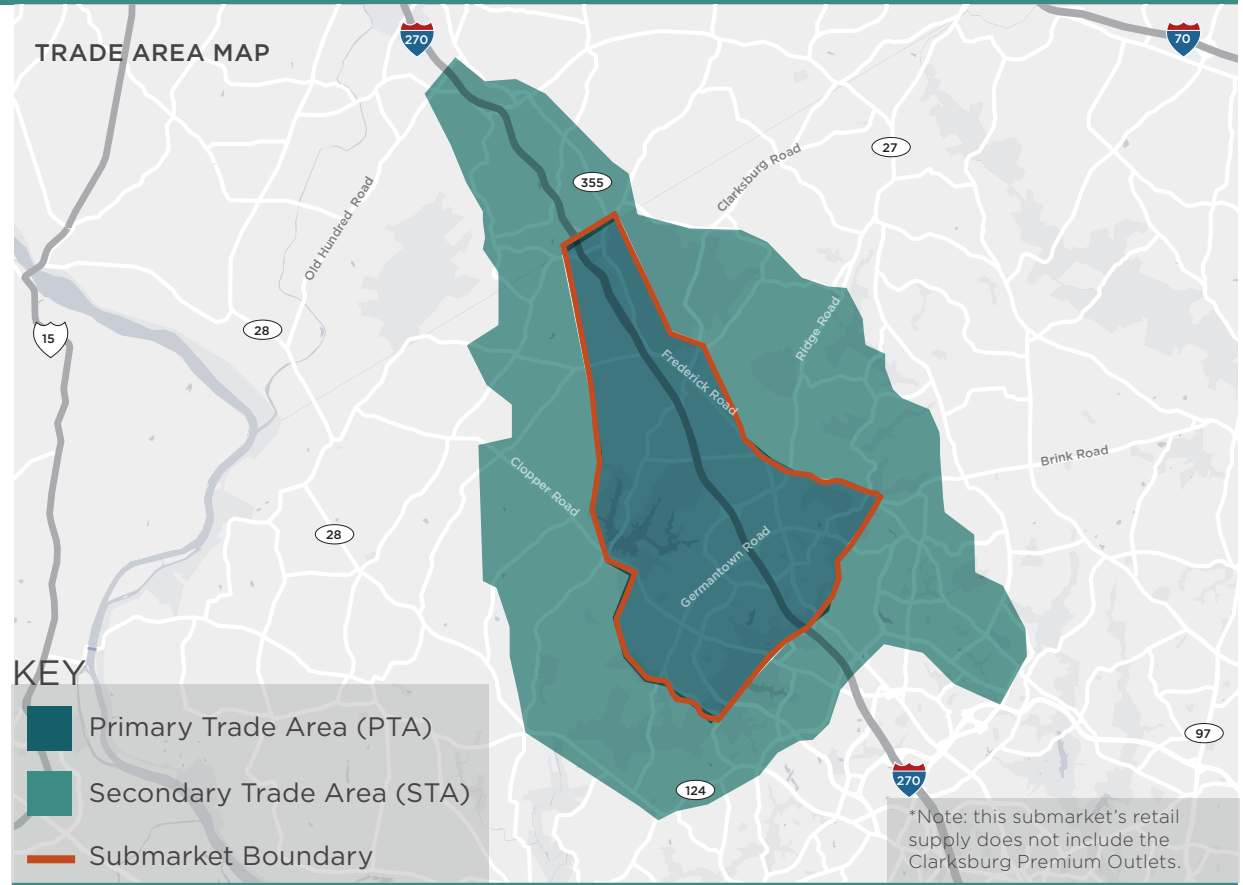 TRADE AREA MAP
270
70
27
355
Clarksburg Road
Old Hundred Road
28
15
Ridge Road
Frederick Road
Brink Road
Clopper Road
28
Germantown Road
97
270
124
KEY
Primary Trade Area (PTA)
Secondary Trade Area (STA)
Submarket Boundary
*Note: this submarket's retail
supply does not include the
Clarksburg Premium Outlets.